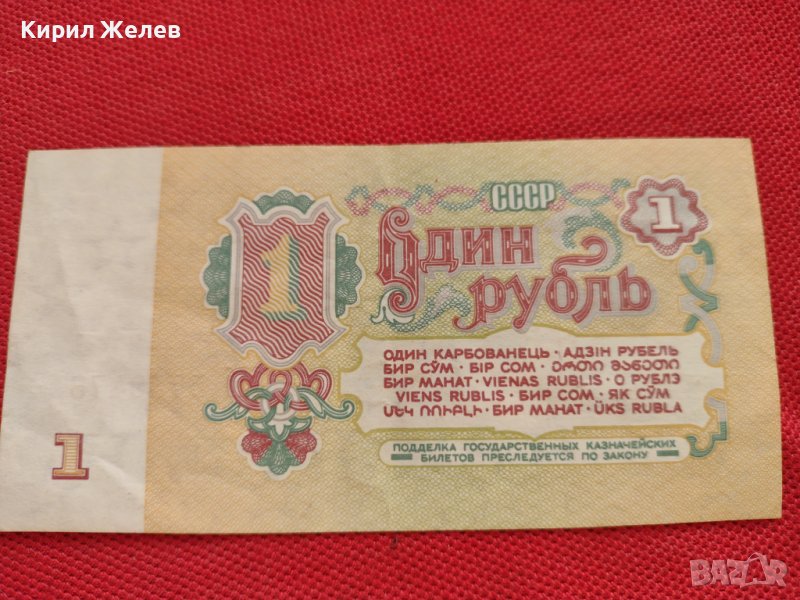 Кирил Желев
СССР
1
1
Один
рубль
ОДИН КАРБОВАНЕЦЬ · АДЗІН РУБЕЛЬ
БИР СЎМ · БІР СОМ · ᲔᲠᲗᲘ ᲛᲐᲜᲔᲗᲘ
БИР МАНАТ · VIENAS RUBLIS · О РУБЛЭ
VIENS RUBLIS · БИР СОМ · ЯК СЎМ
ՄԵԿ ՌՈՒԲԼԻ · БИР МАНАТ · ÜKS RUBLA
ПОДДЕЛКА ГОСУДАРСТВЕННЫХ КАЗНАЧЕЙСКИХ
БИЛЕТОВ ПРЕСЛЕДУЕТСЯ ПО ЗАКОНУ
1
BAZAR